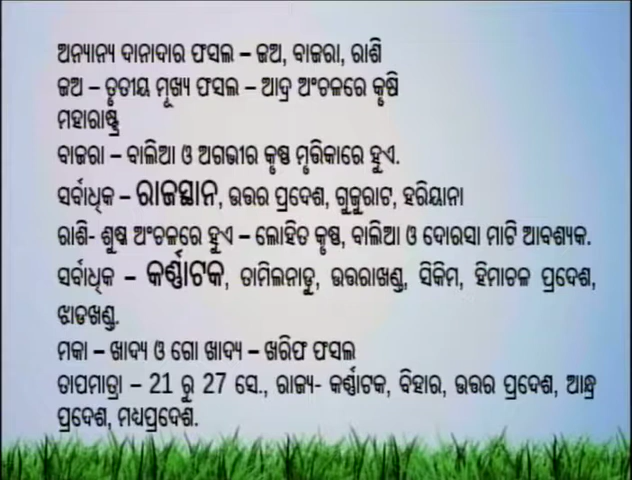 ଅନ୍ୟାନ୍ୟ ଦାନାଦାର ଫସଲ – ଜଅ, ବାଜରା, ରାଶି
ଜଅ – ତୃତୀୟ ମୂଖ୍ୟ ଫସଲ – ଆଦ୍ର ଅଂଚଳରେ କୃଷି
ମହାରାଷ୍ଟ୍ର
ବାଜରା – ବାଲିଆ ଓ ଅଗଭୀର କୃଷ୍ଣ ମୃତ୍ତିକାରେ ହୁଏ.
ସର୍ବାଧିକ – ରାଜସ୍ଥାନ, ଉତ୍ତର ପ୍ରଦେଶ, ଗୁଜୁରାଟ, ହରିୟାନା
ରାଶି- ଶୁଷ୍କ ଅଂଚଳରେ ହୁଏ – ଲୋହିତ କୃଷ୍ଣ, ବାଲିଆ ଓ ଦୋରସା ମାଟି ଆବଶ୍ୟକ.
ସର୍ବାଧିକ – କର୍ଣ୍ଣାଟକ, ତାମିଲନାଡୁ, ଉତ୍ତରାଖଣ୍ଡ, ସିକିମ, ହିମାଚଳ ପ୍ରଦେଶ,
ଝାଡଖଣ୍ଡ.
ମକା – ଖାଦ୍ୟ ଓ ଗୋ ଖାଦ୍ୟ – ଖରିଫ ଫସଲ
ତାପମାତ୍ରା – 21 ରୁ 27 ସେ., ରାଜ୍ୟ- କର୍ଣ୍ଣାଟକ, ବିହାର, ଉତ୍ତର ପ୍ରଦେଶ, ଆନ୍ଧ୍ର
ପ୍ରଦେଶ, ମଧ୍ୟପ୍ରଦେଶ.